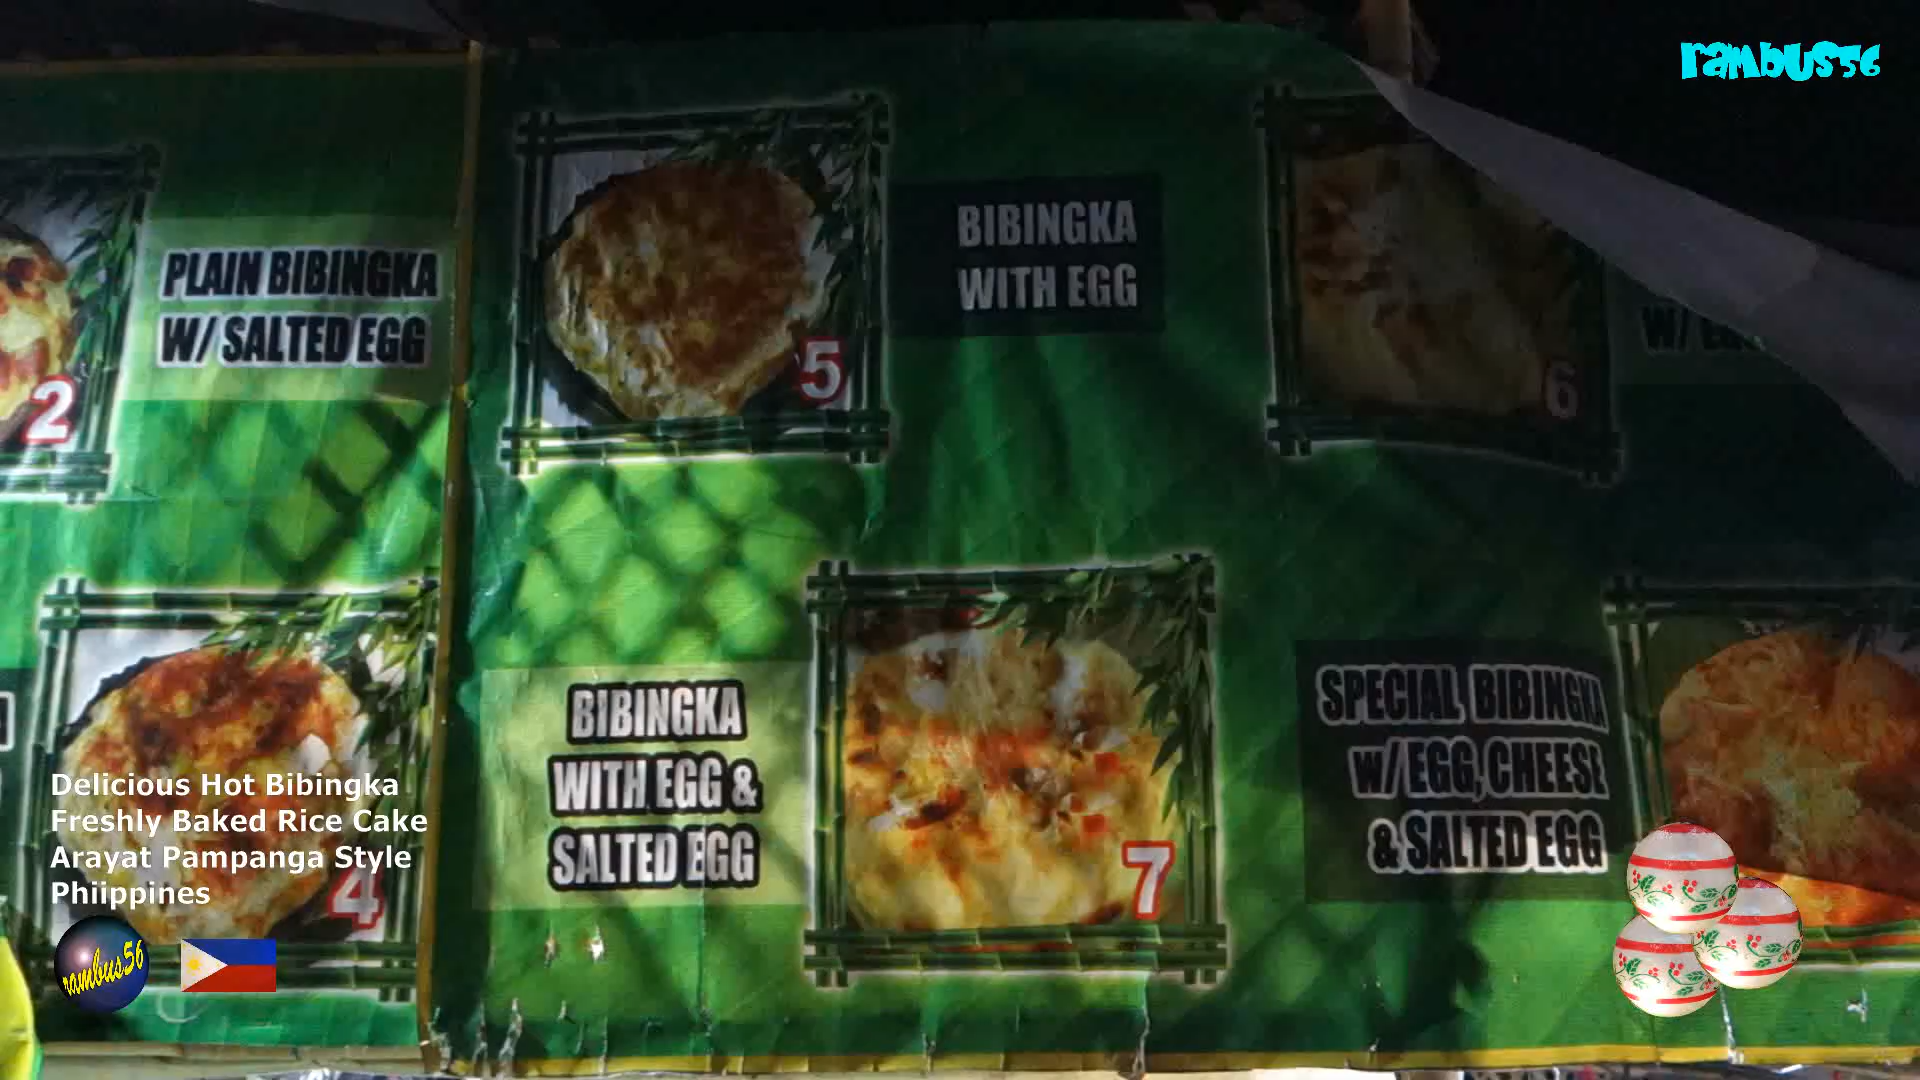 rambus56
PLAIN BIBINGKA
W/ SALTED EGG
2
5
BIBINGKA
WITH EGG
6
W/
BIBINGKA
WITH EGG &
SALTED EGG
7
SPECIAL BIBINGKA
W/EGG, CHEESE
& SALTED EGG
4
Delicious Hot Bibingka
Freshly Baked Rice Cake
Arayat Pampanga Style
Phiippines
rambus56